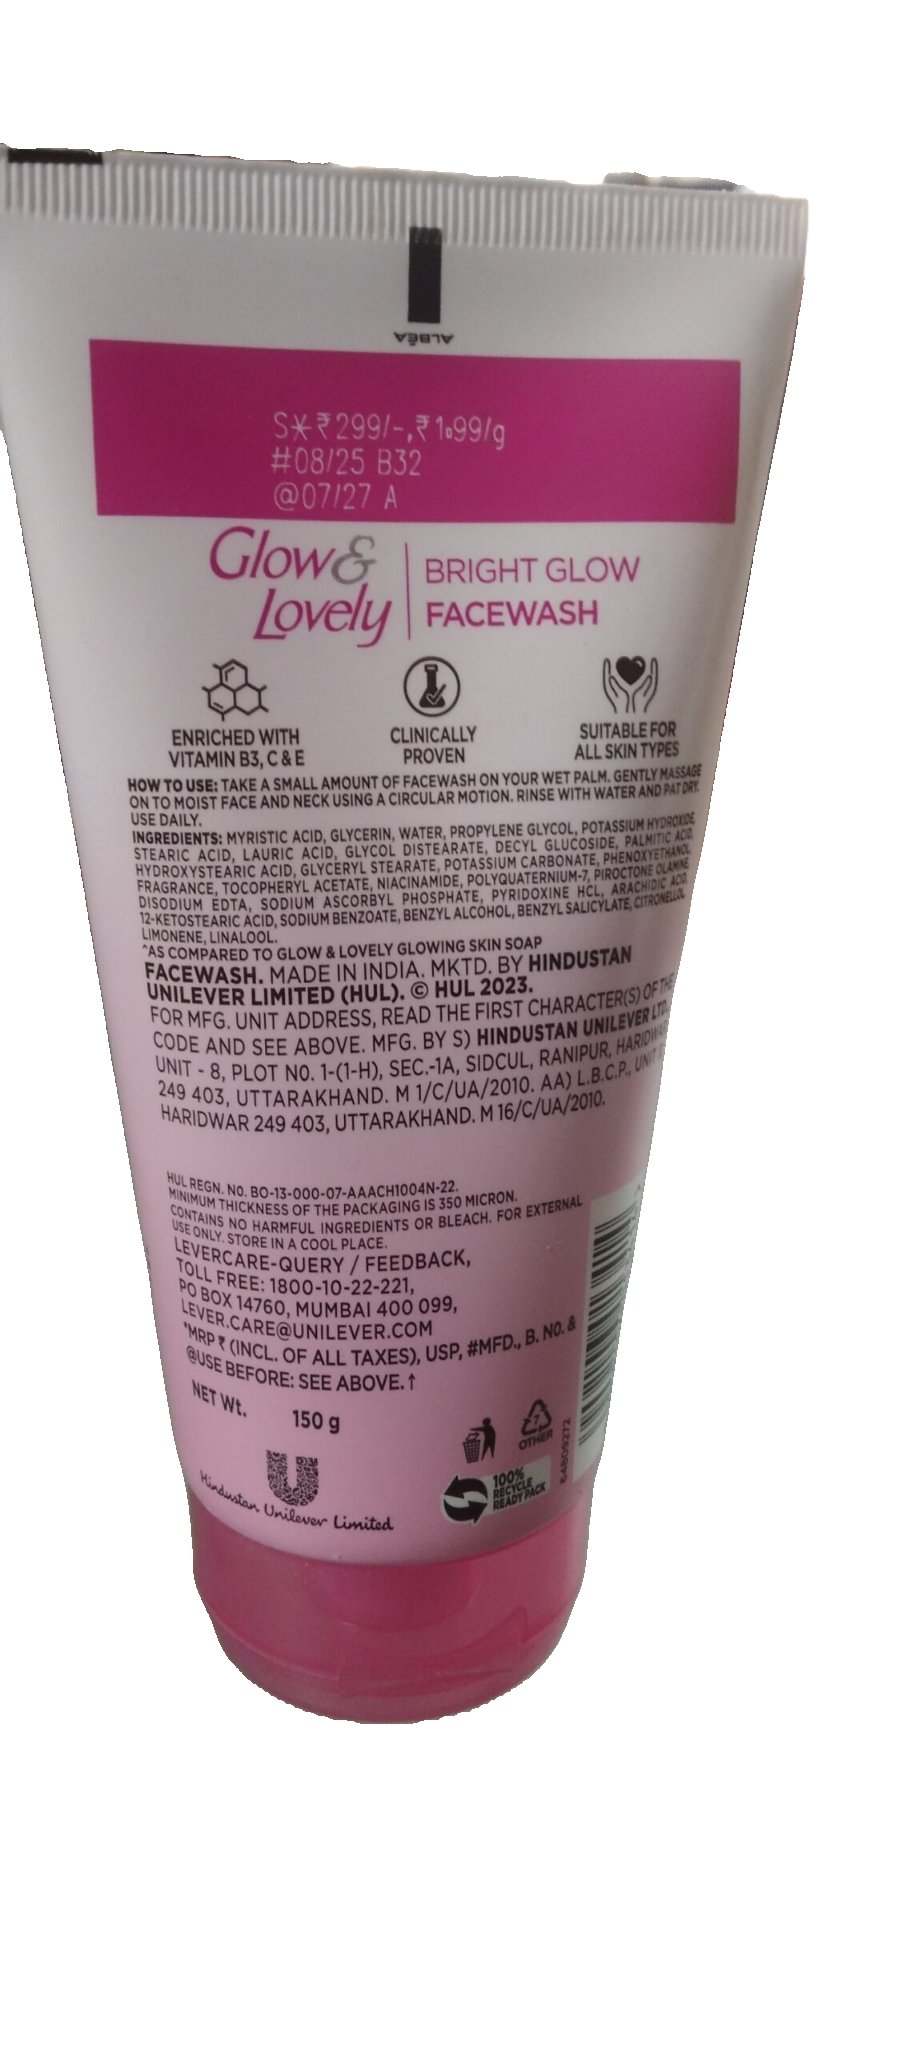 ALBÉA
S*₹299/-,₹1.99/g
#08/25 B32
@07/27 A
Glow &
Lovely
BRIGHT GLOW
FACEWASH
ENRICHED WITH
VITAMIN B3, C & E
CLINICALLY
PROVEN
SUITABLE FOR
ALL SKIN TYPES
HOW TO USE: TAKE A SMALL AMOUNT OF FACEWASH ON YOUR WET PALM. GENTLY MASSAGE
ON TO MOIST FACE AND NECK USING A CIRCULAR MOTION. RINSE WITH WATER AND PAT DRY.
USE DAILY.
INGREDIENTS: MYRISTIC ACID, GLYCERIN, WATER, PROPYLENE GLYCOL, POTASSIUM HYDROXIDE,
STEARIC ACID, LAURIC ACID, GLYCOL DISTEARATE, DECYL GLUCOSIDE, PALMITIC ACID,
HYDROXYSTEARIC ACID, GLYCERYL STEARATE, POTASSIUM CARBONATE, PHENOXYETHANOL,
FRAGRANCE, TOCOPHERYL ACETATE, NIACINAMIDE, POLYQUATERNIUM-7, PIROCTONE OLAMINE,
DISODIUM EDTA, SODIUM ASCORBYL PHOSPHATE, PYRIDOXINE HCL, ARACHIDIC ACID,
12-KETOSTEARIC ACID, SODIUM BENZOATE, BENZYL ALCOHOL, BENZYL SALICYLATE, CITRONELLOL,
LIMONENE, LINALOOL.
^AS COMPARED TO GLOW & LOVELY GLOWING SKIN SOAP
FACEWASH. MADE IN INDIA. MKTD. BY HINDUSTAN
UNILEVER LIMITED (HUL). © HUL 2023.
FOR MFG. UNIT ADDRESS, READ THE FIRST CHARACTER(S) OF THE
CODE AND SEE ABOVE. MFG. BY S) HINDUSTAN UNILEVER LTD.
UNIT - 8, PLOT NO. 1-(1-H), SEC.-1A, SIDCUL, RANIPUR, HARIDWAR
249 403, UTTARAKHAND. M 1/C/UA/2010. AA) L.B.C.P., UNIT
HARIDWAR 249 403, UTTARAKHAND. M 16/C/UA/2010.
HUL REGN. NO. BO-13-000-07-AAACH1004N-22.
MINIMUM THICKNESS OF THE PACKAGING IS 350 MICRON.
CONTAINS NO HARMFUL INGREDIENTS OR BLEACH. FOR EXTERNAL
USE ONLY. STORE IN A COOL PLACE.
LEVERCARE-QUERY / FEEDBACK,
TOLL FREE: 1800-10-22-221,
PO BOX 14760, MUMBAI 400 099,
LEVER.CARE@UNILEVER.COM
*MRP ₹ (INCL. OF ALL TAXES), USP, #MFD., B. NO. &
@USE BEFORE: SEE ABOVE.↑
NET Wt. 150 g
7
OTHER
100%
RECYCLE
READY PACK
64809272
Hindustan Unilever Limited